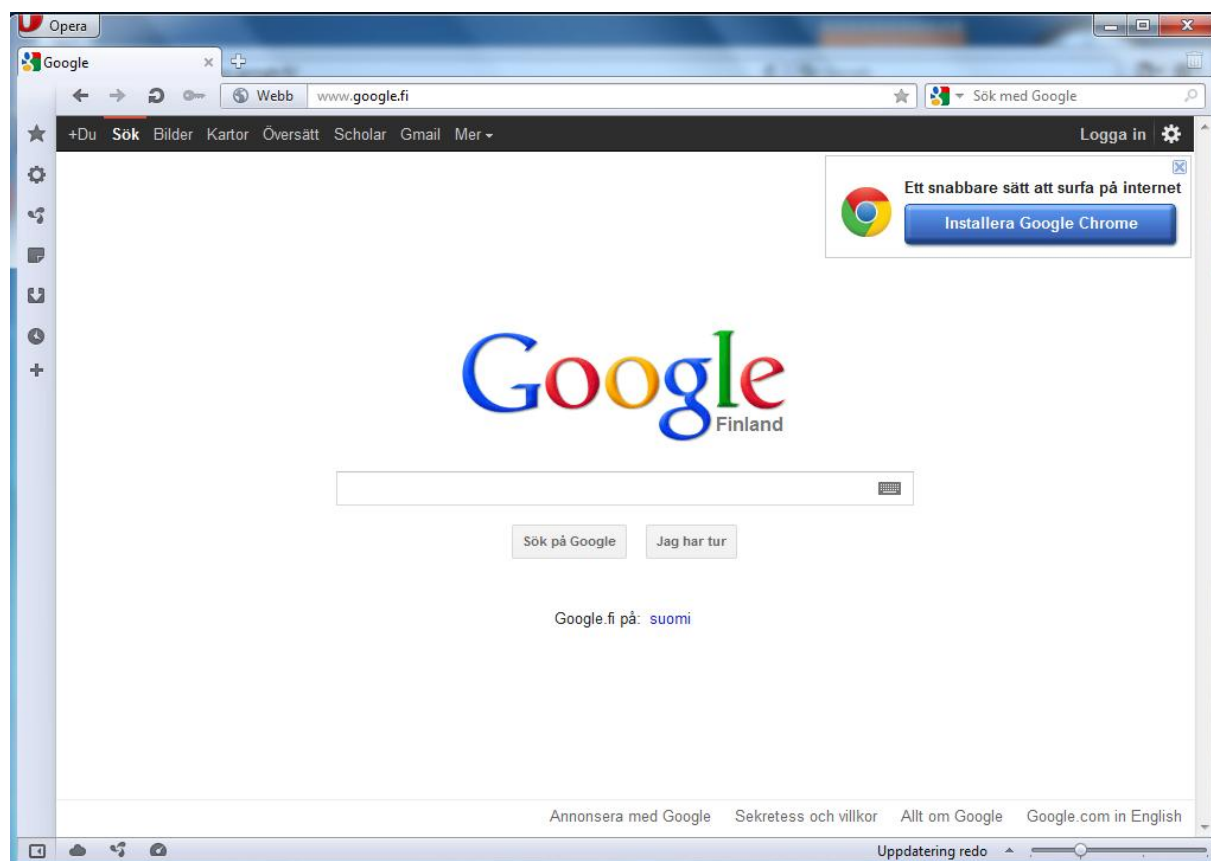 Opera
Google
Webb www.google.fi Sök med Google
+Du Sök Bilder Kartor Översätt Scholar Gmail Mer Logga in
Ett snabbare sätt att surfa på internet
Installera Google Chrome
Google
Finland
Sök på Google Jag har tur
Google.fi på: suomi
Annonsera med Google Sekretess och villkor Allt om Google Google.com in English
Uppdatering redo